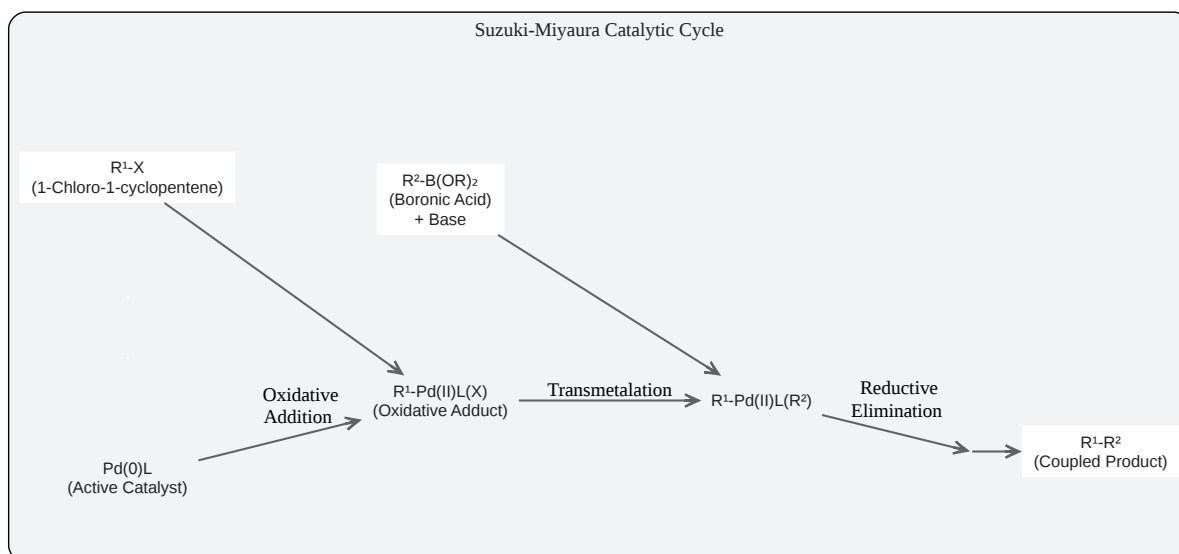 Suzuki-Miyaura Catalytic Cycle
R¹-X
(1-Chloro-1-cyclopentene)
R²-B(OR)₂
(Boronic Acid)
+ Base
Oxidative
Addition
R¹-Pd(II)L(X)
(Oxidative Adduct)
Transmetalation
R¹-Pd(II)L(R²)
Reductive
Elimination
Pd(0)L
(Active Catalyst)
R¹-R²
(Coupled Product)